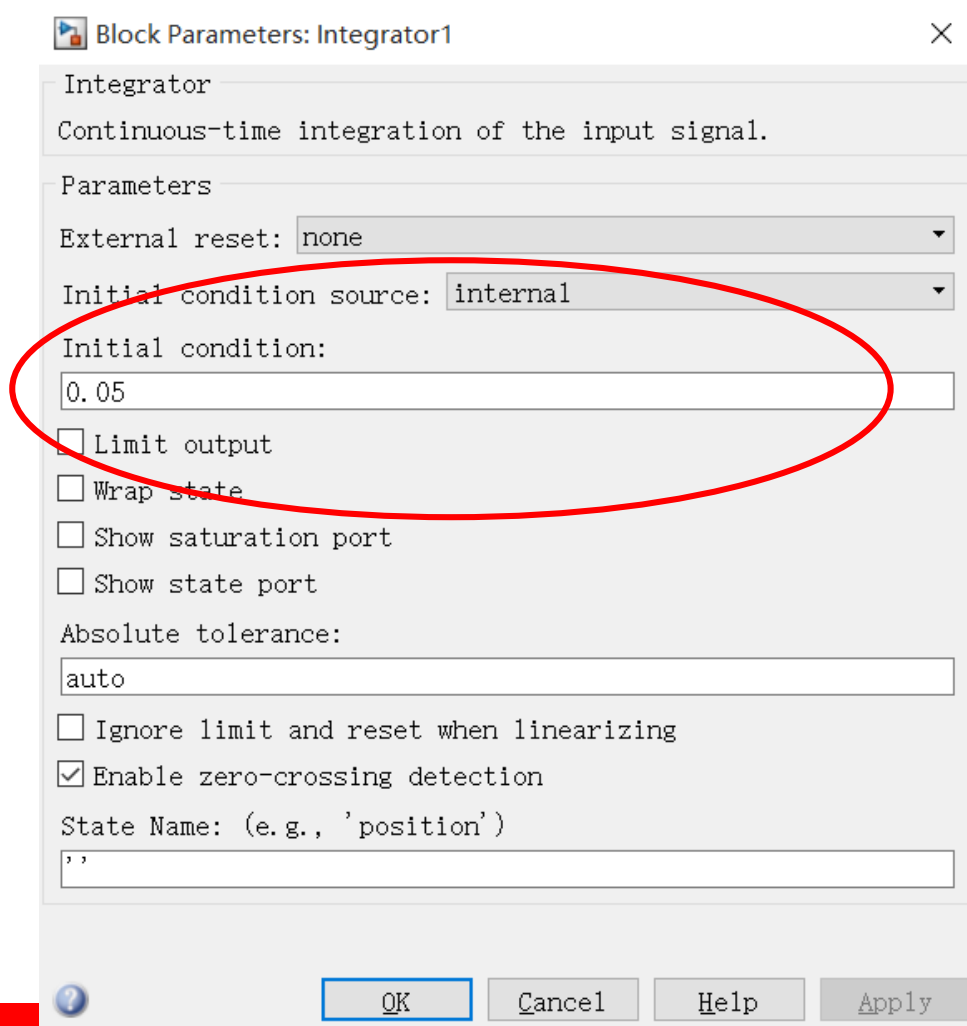 Block Parameters: Integrator1
Integrator
Continuous-time integration of the input signal.
Parameters
External reset: none
Initial condition source: internal
Initial condition:
0.05
Limit output
Wrap state
Show saturation port
Show state port
Absolute tolerance:
auto
Ignore limit and reset when linearizing
Enable zero-crossing detection
State Name: (e.g., 'position')
''
OK Cancel Help Apply